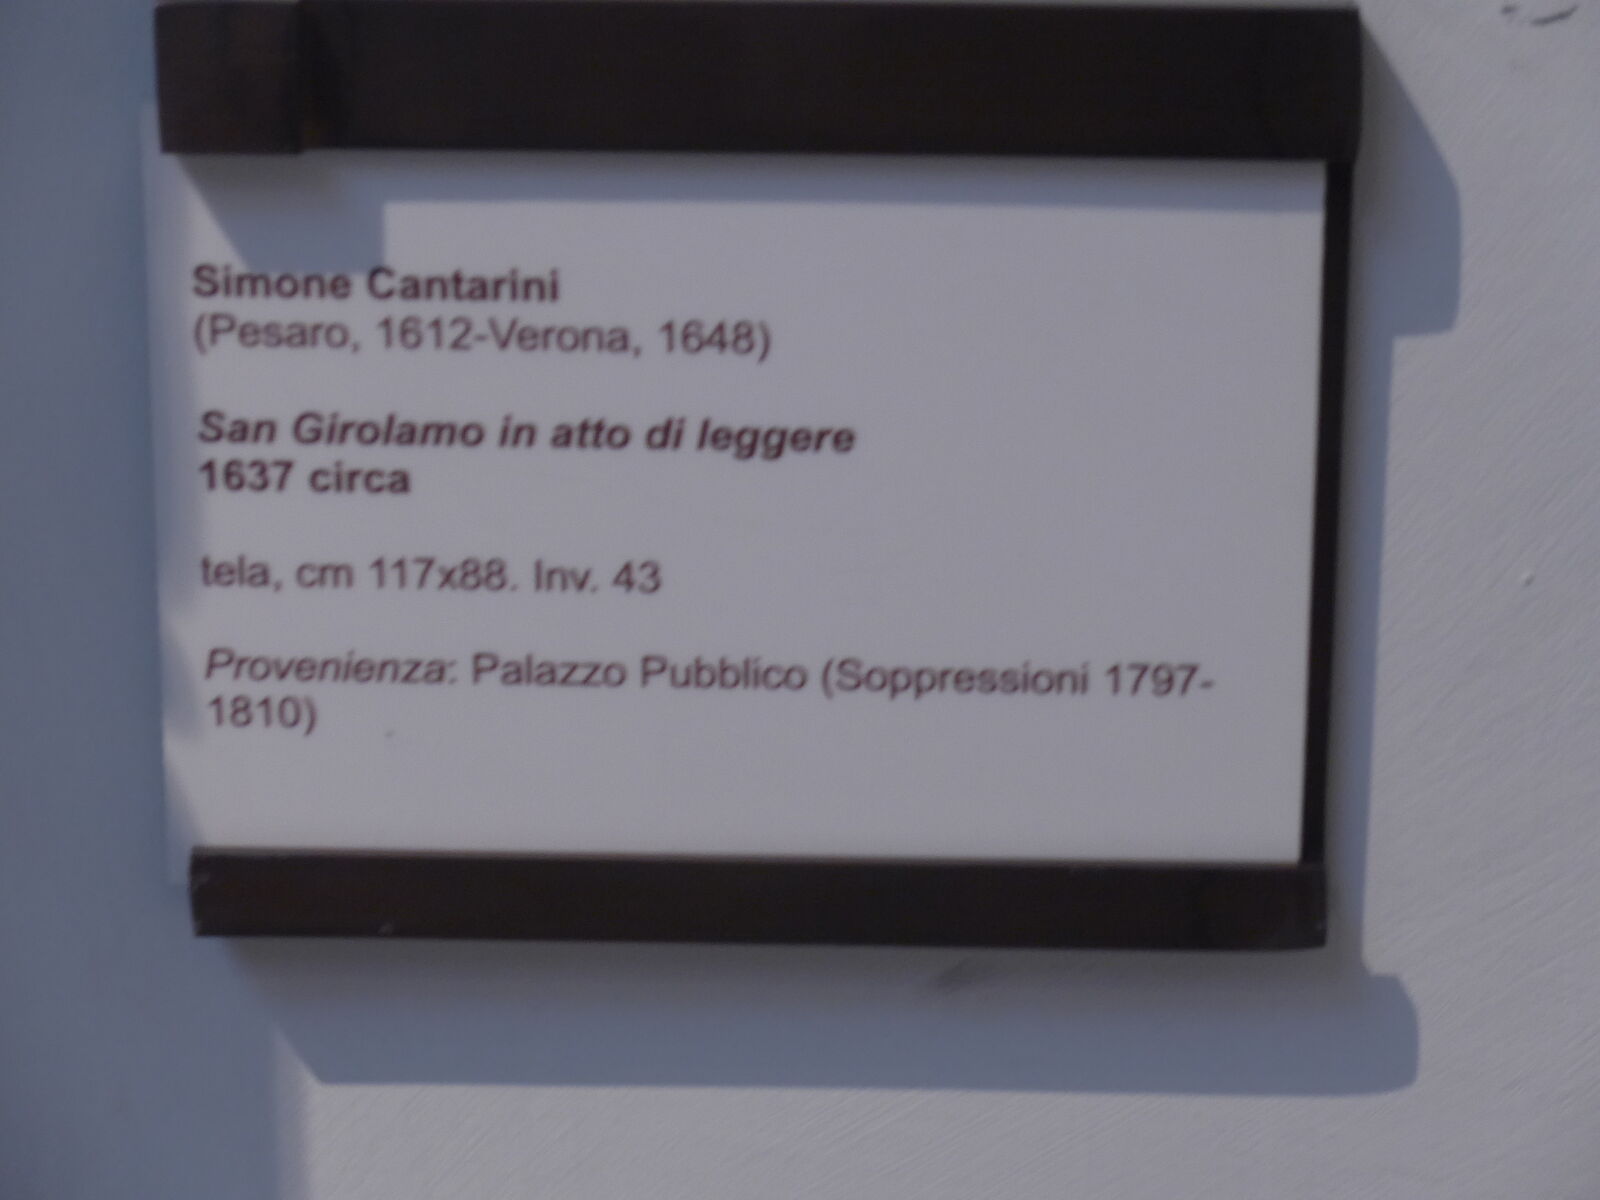 Simone Cantarini
(Pesaro, 1612-Verona, 1648)
San Girolamo in atto di leggere
1637 circa
tela, cm 117x88. Inv. 43
Provenienza: Palazzo Pubblico (Soppressioni 1797-
1810)